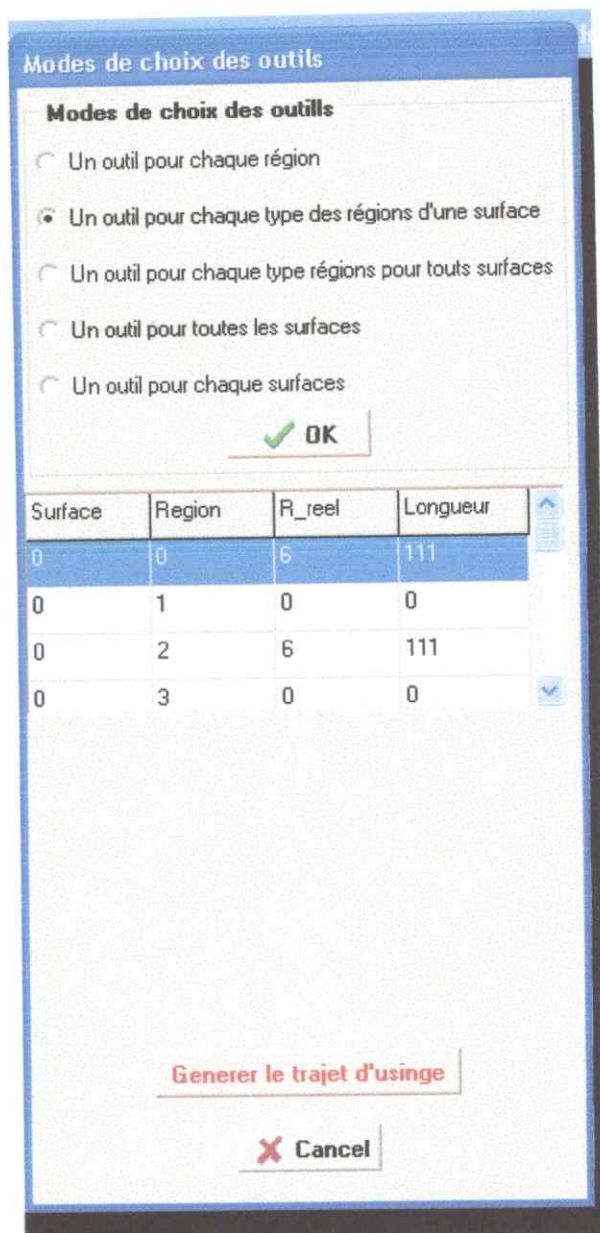 Modes de choix des outils
Modes de choix des outills
Un outil pour chaque région
Un outil pour chaque type des régions d'une surface
Un outil pour chaque type régions pour touts surfaces
Un outil pour toutes les surfaces
Un outil pour chaque surfaces
OK
Surface Region R_reel Longueur
0 0 6 111
0 1 0 0
0 2 6 111
0 3 0 0
Generer le trajet d'usinge
Cancel